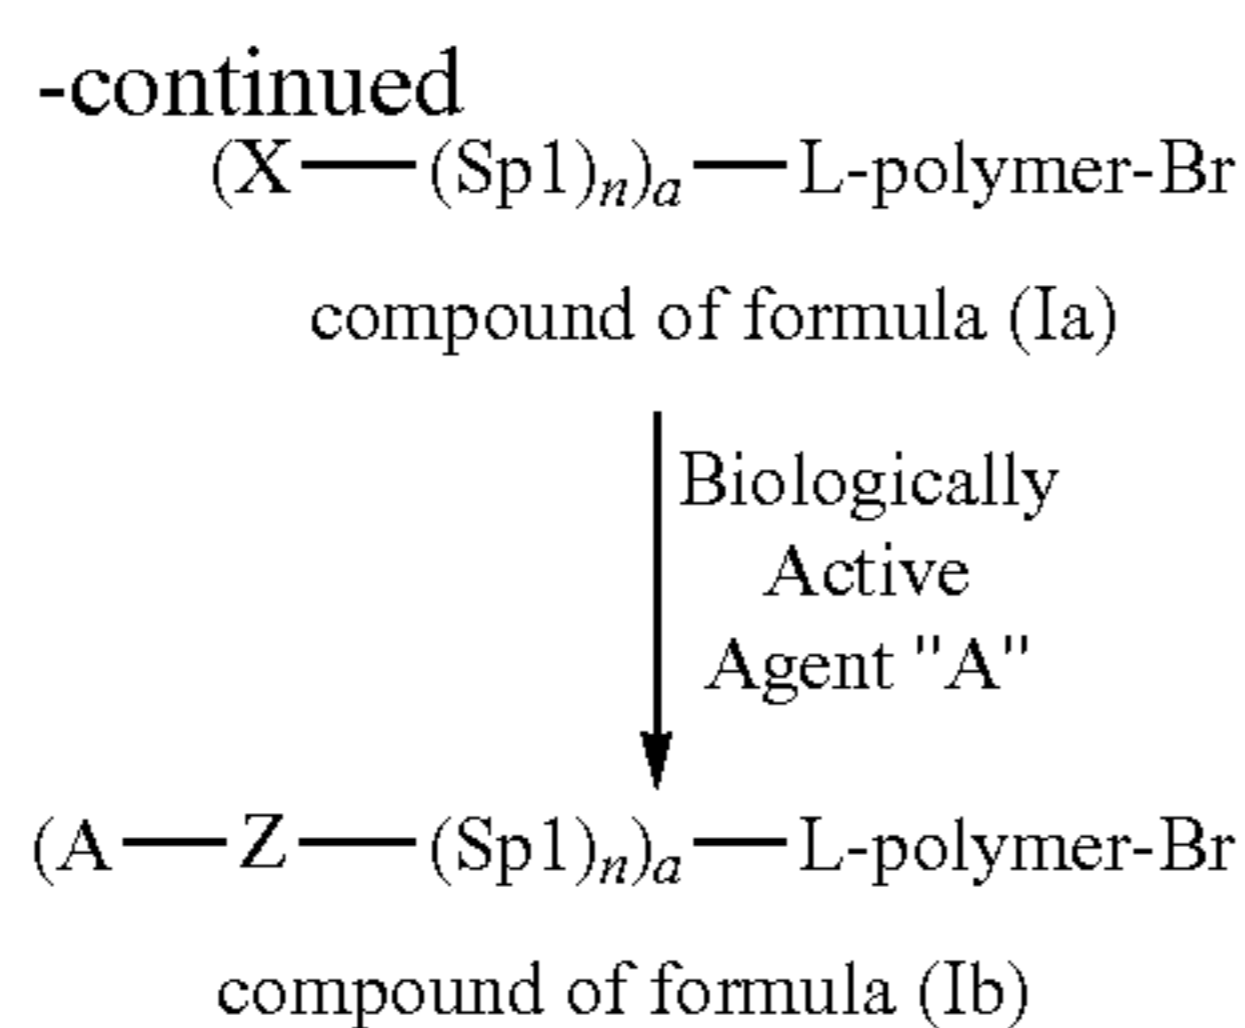 -continued
(X—(Sp1)n)a—L-polymer-Br
compound of formula (Ia)
Biologically
Active
Agent "A"
(A—Z—(Sp1)n)a—L-polymer-Br
compound of formula (Ib)